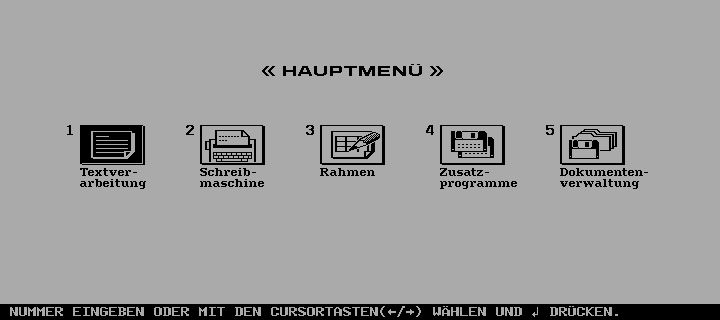 « HAUPTMENÜ »
1 Textver-
arbeitung
2 Schreib-
maschine
3 Rahmen
4 Zusatz-
programme
5 Dokumenten-
verwaltung
NUMMER EINGEBEN ODER MIT DEN CURSORTASTEN(←/→) WÄHLEN UND ↲ DRÜCKEN.